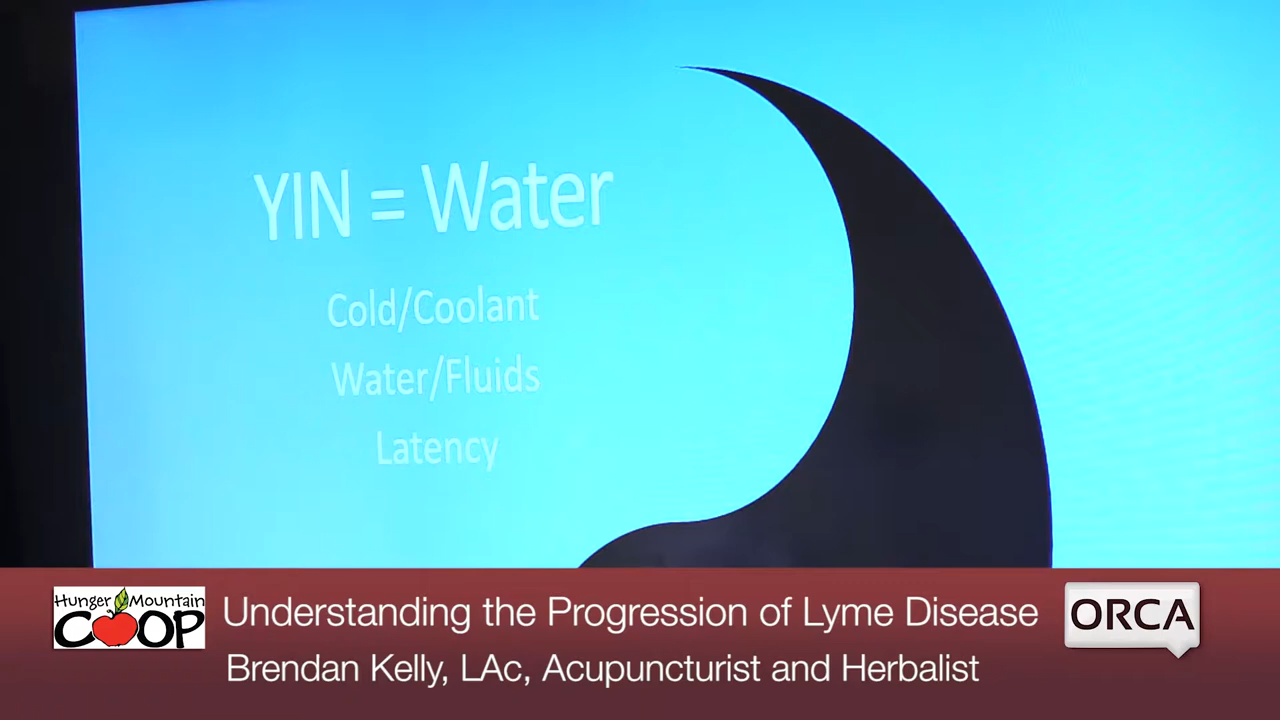 YIN = Water
Cold/Coolant
Water/Fluids
Latency
Hunger Mountain
COOP
Understanding the Progression of Lyme Disease
ORCA
Brendan Kelly, LAc, Acupuncturist and Herbalist